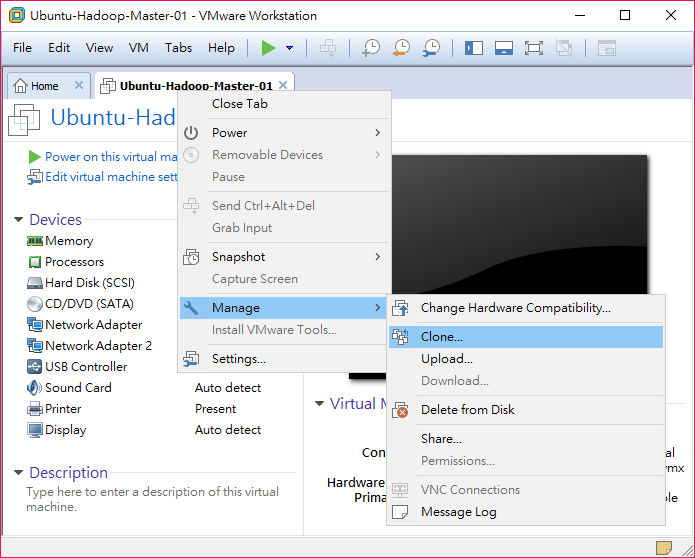 Ubuntu-Hadoop-Master-01 - VMware Workstation
File Edit View VM Tabs Help
Home Ubuntu-Hadoop-Master-01
Ubuntu-Had
Close Tab
Power
Removable Devices
Pause
Send Ctrl+Alt+Del
Grab Input
Snapshot
Capture Screen
Manage
Install VMware Tools...
Settings...
Change Hardware Compatibility...
Clone...
Upload...
Download...
Delete from Disk
Share...
Permissions...
VNC Connections
Message Log
Power on this virtual ma
Edit virtual machine sett
Devices
Memory
Processors
Hard Disk (SCSI)
CD/DVD (SATA)
Network Adapter
Network Adapter 2
USB Controller
Sound Card Auto detect
Printer Present
Display Auto detect
Description
Type here to enter a description of this virtual
machine.
Virtual M
Con
Hardware
Prima